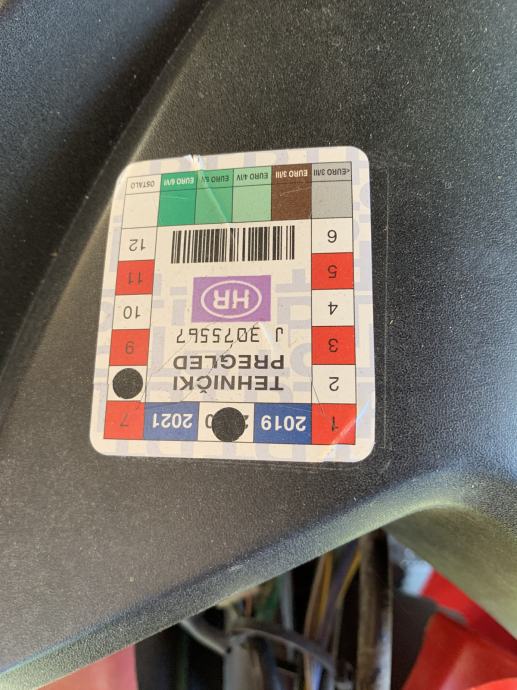 1 2019 2021 7
2 TEHNIČKI
PREGLED
3 J 3075567 9
4 HR 10
5 11
6 12
<EURO 3/III EURO 3/III EURO 4/IV EURO 5/V EURO 6/VI OSTALO